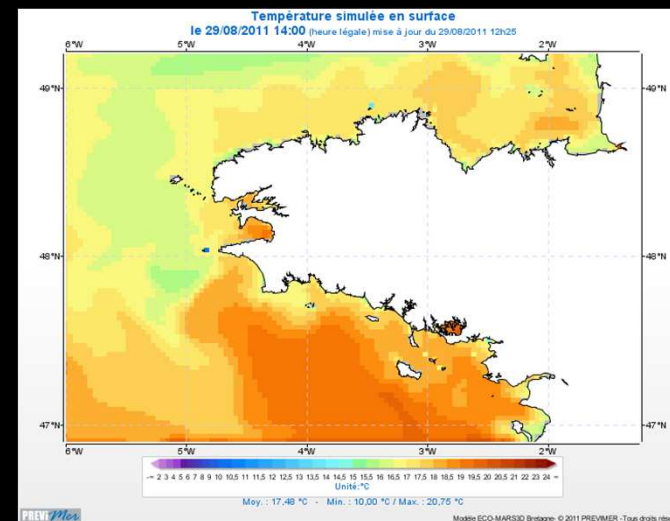 Température simulée en surface
le 29/08/2011 14:00 (heure légale) mise à jour du 29/08/2011 12h25
6°W 5°W 4°W 3°W 2°W
49°N 49°N
48°N 48°N
47°N 47°N
6°W 5°W 4°W 3°W 2°W
-∞ 2 3 4 5 6 7 8 9 10 10,5 11 11,5 12 12,5 13 13,5 14 14,5 15 15,5 16 16,5 17 17,5 18 18,5 19 19,5 20 20,5 21 22 23 24 +∞
Unité:°C
Moy. : 17,48 °C - Min. : 10,00 °C / Max. : 20,75 °C
PREViMer
Modèle ECO-MARS3D Bretagne- © 2011 PREVIMER -Tous droits rése